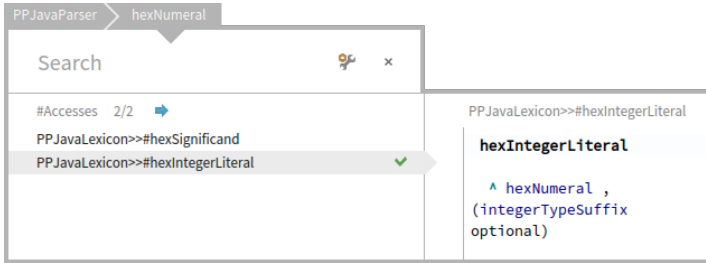 PPJavaParser hexNumeral
Search
#Accesses 2/2
PPJavaLexicon>>#hexSignificand
PPJavaLexicon>>#hexIntegerLiteral
PPJavaLexicon>>#hexIntegerLiteral
hexIntegerLiteral
^ hexNumeral ,
(integerTypeSuffix
optional)